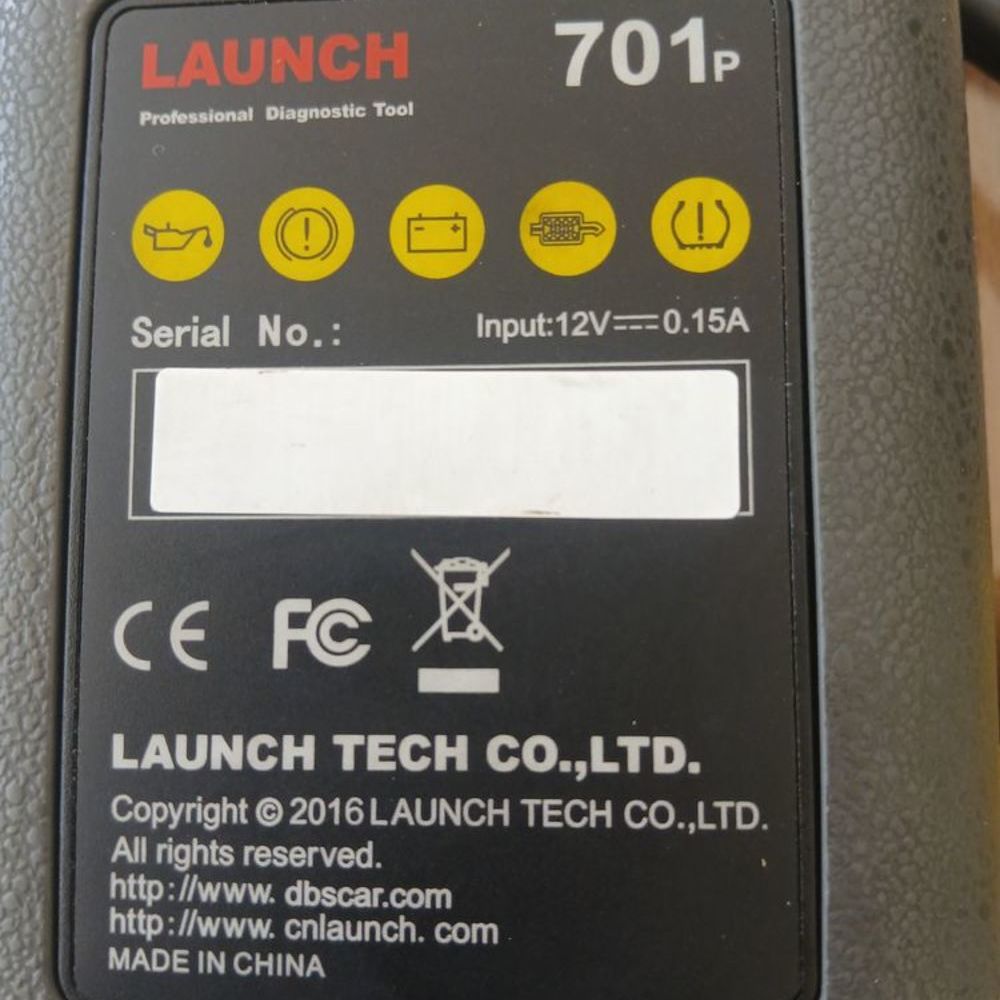 LAUNCH 701P
Professional Diagnostic Tool
Serial No.: Input:12V⎓0.15A
CE FC
LAUNCH TECH CO.,LTD.
Copyright © 2016 LAUNCH TECH CO.,LTD.
All rights reserved.
http://www. dbscar.com
http://www. cnlaunch. com
MADE IN CHINA